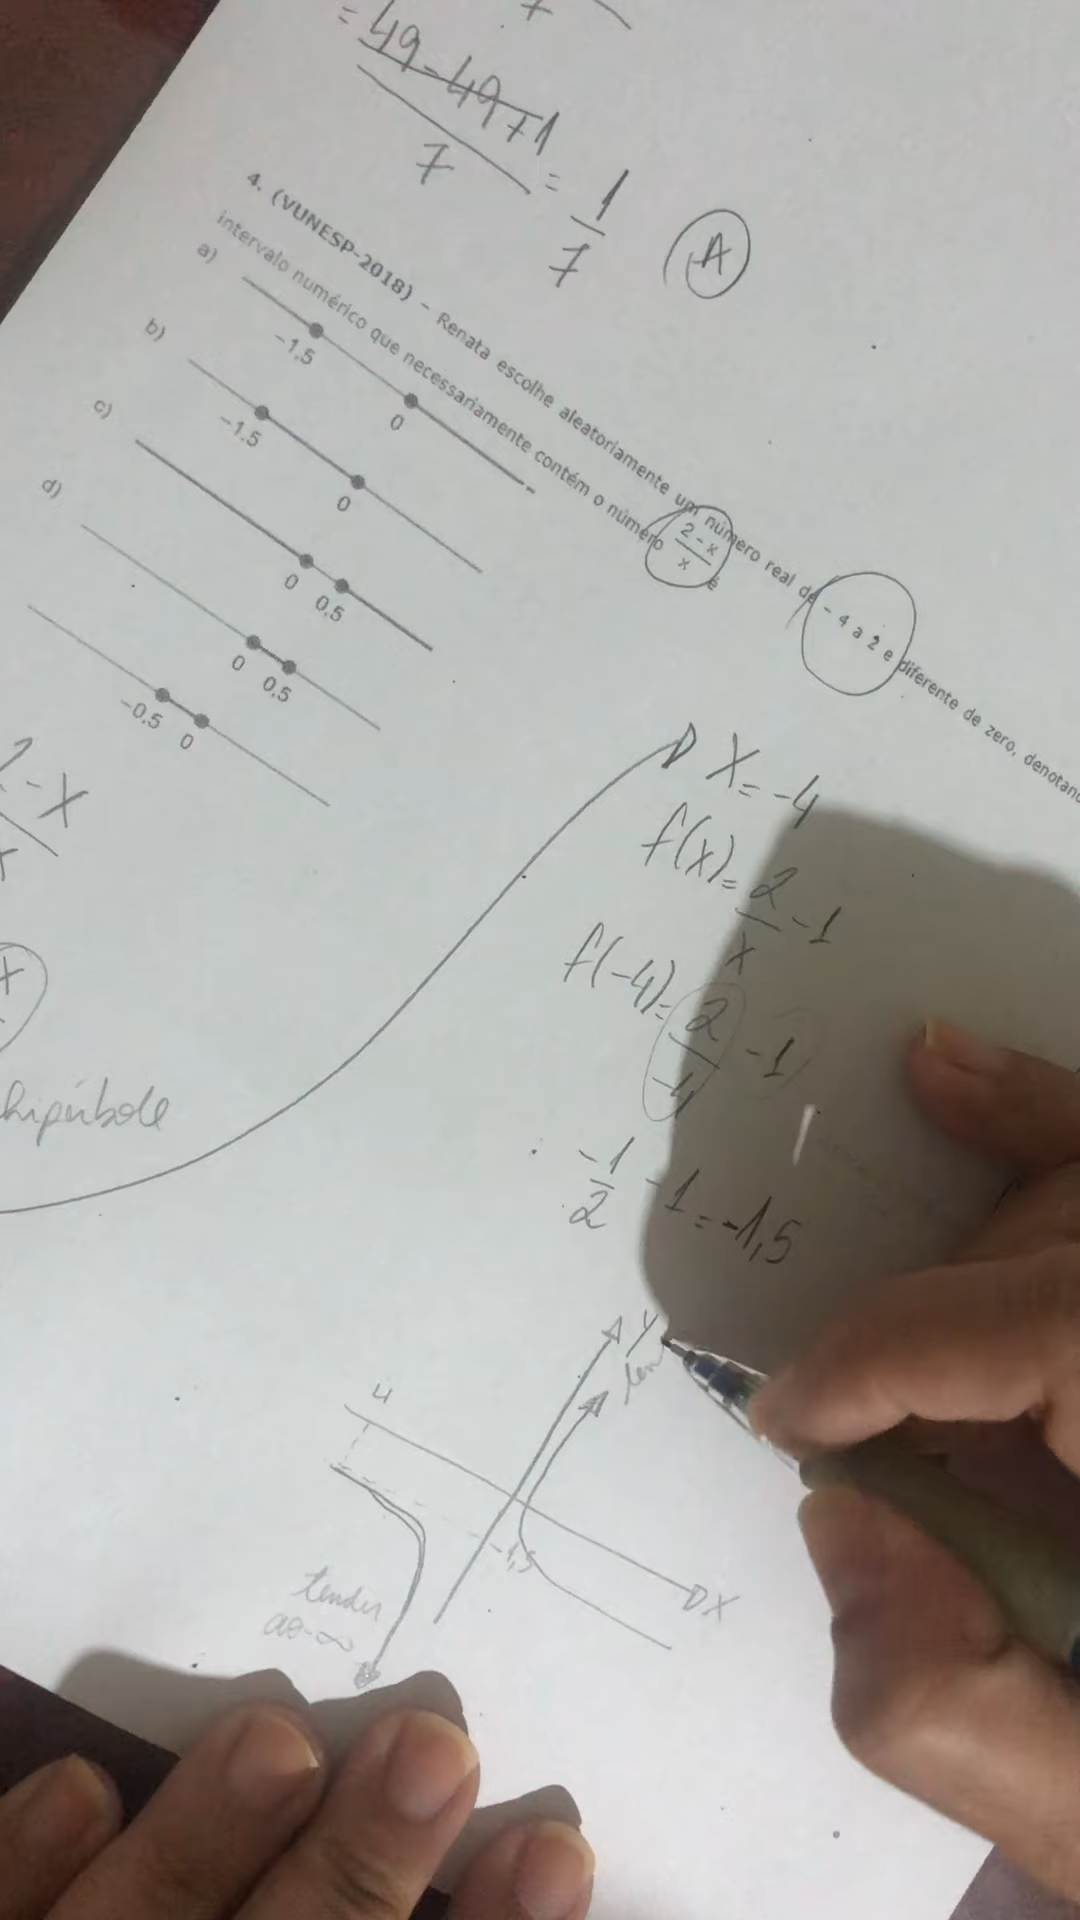 = 49-49+1
7
= 1
7
A
4. (VUNESP-2018) – Renata escolhe aleatoriamente um número real de – 4 a 2 e diferente de zero,
intervalo numérico que necessariamente contém o número 2 – x
x
é
a)
−1,5 0
b)
−1,5 0
c)
0 0,5
d)
0 0,5
−0,5 0
-x
x = -4
f(x) = 2
x
-1
f(-4) = 2
-4
-1
-1
2
-1 = -1,5
y
4
-1,5
x
tender
ao -∞
hipérbole